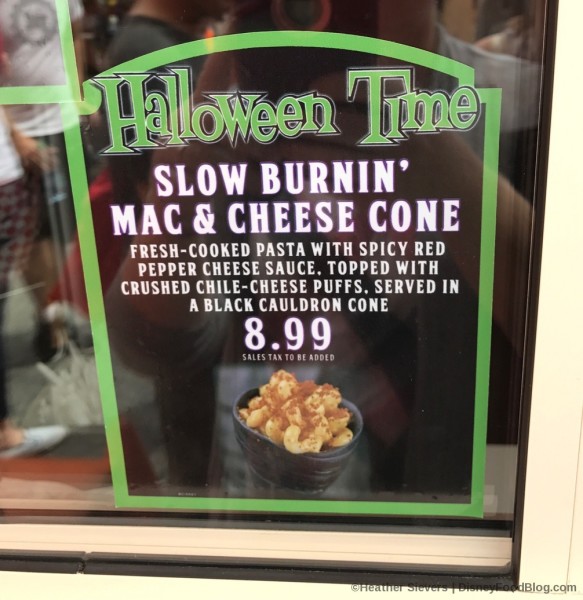 Halloween Time
SLOW BURNIN'
MAC & CHEESE CONE
FRESH-COOKED PASTA WITH SPICY RED
PEPPER CHEESE SAUCE, TOPPED WITH
CRUSHED CHILE-CHEESE PUFFS, SERVED IN
A BLACK CAULDRON CONE
8.99
SALES TAX TO BE ADDED
©Heather Sievers | DisneyFoodBlog.com